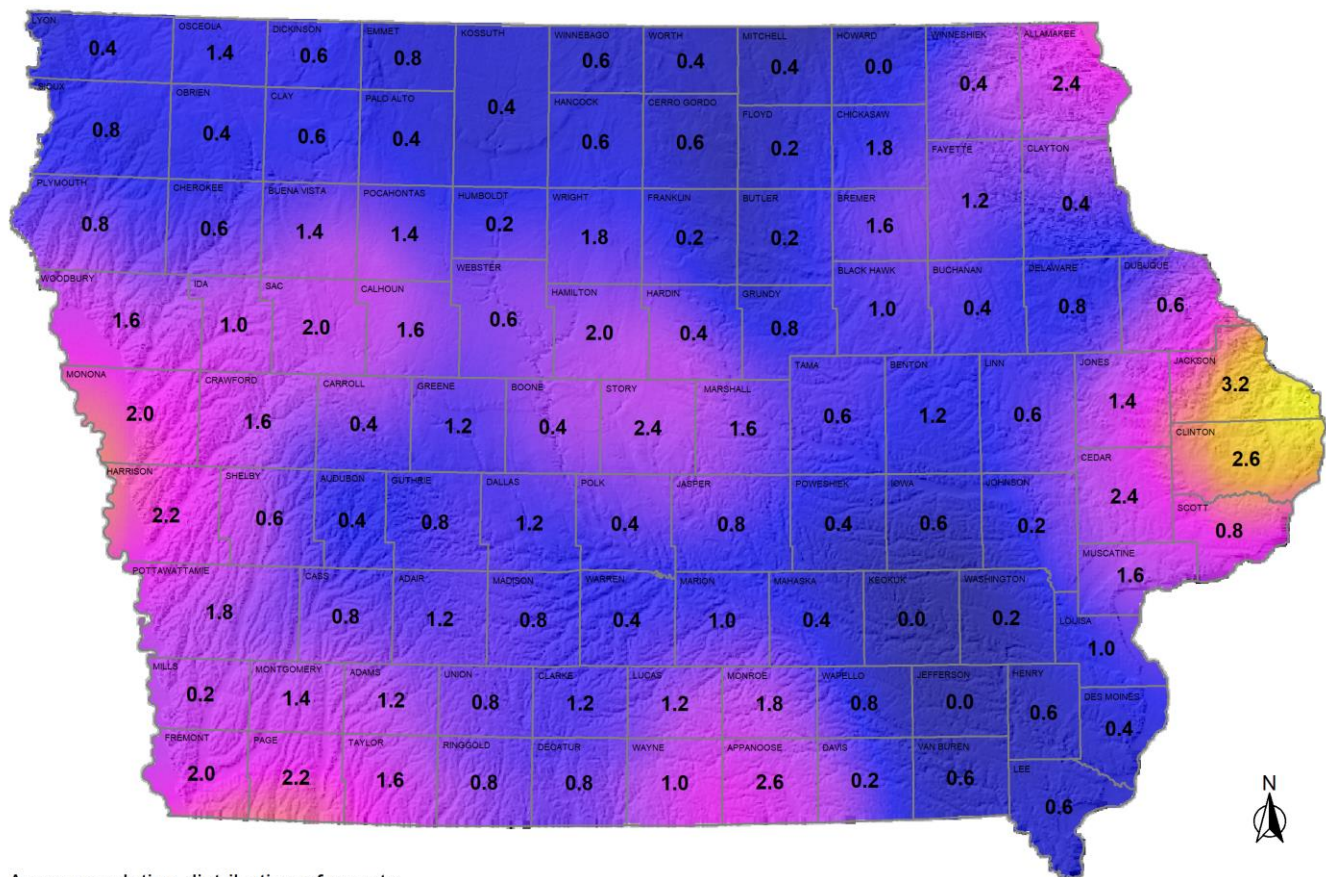 LYON OSCEOLA DICKINSON EMMET KOSSUTH WINNEBAGO WORTH MITCHELL HOWARD WINNESHIEK ALLAMAKEE
0.4 1.4 0.6 0.8 0.6 0.4 0.4 0.0 0.4 2.4
SIOUX OBRIEN CLAY PALO ALTO HANCOCK CERRO GORDO FLOYD CHICKASAW
0.8 0.4 0.6 0.4 0.4 0.6 0.6 0.2 1.8
FAYETTE CLAYTON
1.2 0.4
PLYMOUTH CHEROKEE BUENA VISTA POCAHONTAS HUMBOLDT WRIGHT FRANKLIN BUTLER BREMER
0.8 0.6 1.4 1.4 0.2 1.8 0.2 0.2 1.6
WEBSTER BLACK HAWK BUCHANAN DELAWARE DUBUQUE
WOODBURY IDA SAC CALHOUN HAMILTON HARDIN GRUNDY
1.6 1.0 2.0 1.6 0.6 2.0 0.4 0.8 1.0 0.4 0.8 0.6
MONONA CRAWFORD CARROLL GREENE BOONE STORY MARSHALL TAMA BENTON LINN JONES JACKSON
2.0 1.6 0.4 1.2 0.4 2.4 1.6 0.6 1.2 0.6 1.4 3.2
CLINTON
2.6
HARRISON SHELBY AUDUBON GUTHRIE DALLAS POLK JASPER POWESHIEK IOWA JOHNSON CEDAR
2.2 0.6 0.4 0.8 1.2 0.4 0.8 0.4 0.6 0.2 2.4
SCOTT
0.8
MUSCATINE
1.6
POTTAWATTAMIE CASS ADAIR MADISON WARREN MARION MAHASKA KEOKUK WASHINGTON
1.8 0.8 1.2 0.8 0.4 1.0 0.4 0.0 0.2
LOUISA
1.0
MILLS MONTGOMERY ADAMS UNION CLARKE LUCAS MONROE WAPELLO JEFFERSON HENRY DES MOINES
0.2 1.4 1.2 0.8 1.2 1.2 1.8 0.8 0.0 0.6 0.4
FREMONT PAGE TAYLOR RINGGOLD DECATUR WAYNE APPANOOSE DAVIS VAN BUREN LEE
2.0 2.2 1.6 0.8 0.8 1.0 2.6 0.2 0.6 0.6
N